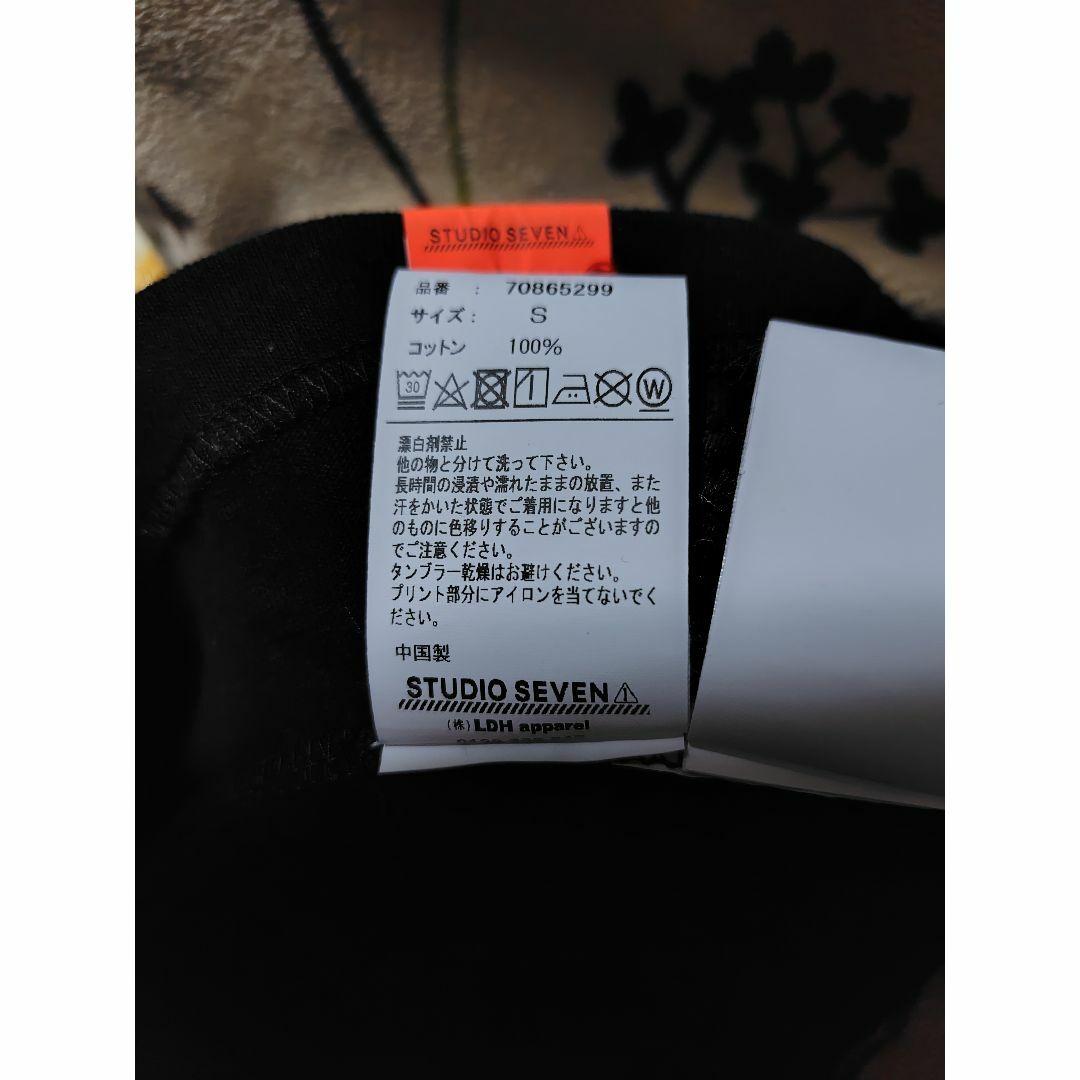 STUDIO SEVEN
品番 : 70865299
サイズ : S
コットン 100%
30 W
漂白剤禁止
他の物と分けて洗って下さい。
長時間の浸漬や濡れたままの放置、また
汗をかいた状態でご着用になりますと他
のものに色移りすることがございますの
でご注意ください。
タンブラー乾燥はお避けください。
プリント部分にアイロンを当てないでく
ださい。
中国製
STUDIO SEVEN
(株) LDH apparel